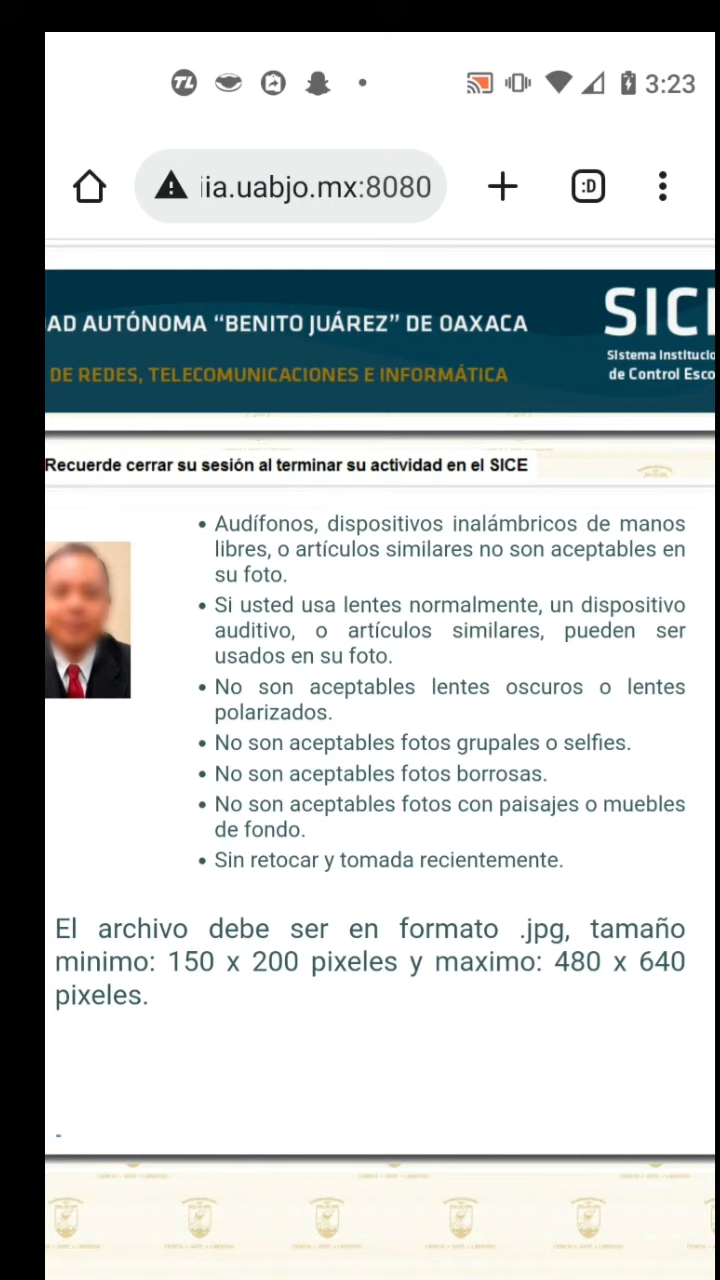 TL
3:23
iia.uabjo.mx:8080
:D
AD AUTÓNOMA “BENITO JUÁREZ” DE OAXACA
SICE
Sistema Institucio
DE REDES, TELECOMUNICACIONES E INFORMÁTICA
de Control Esco
Recuerde cerrar su sesión al terminar su actividad en el SICE
• Audífonos, dispositivos inalámbricos de manos
libres, o artículos similares no son aceptables en
su foto.
• Si usted usa lentes normalmente, un dispositivo
auditivo, o artículos similares, pueden ser
usados en su foto.
• No son aceptables lentes oscuros o lentes
polarizados.
• No son aceptables fotos grupales o selfies.
• No son aceptables fotos borrosas.
• No son aceptables fotos con paisajes o muebles
de fondo.
• Sin retocar y tomada recientemente.
El archivo debe ser en formato .jpg, tamaño
minimo: 150 x 200 pixeles y maximo: 480 x 640
pixeles.